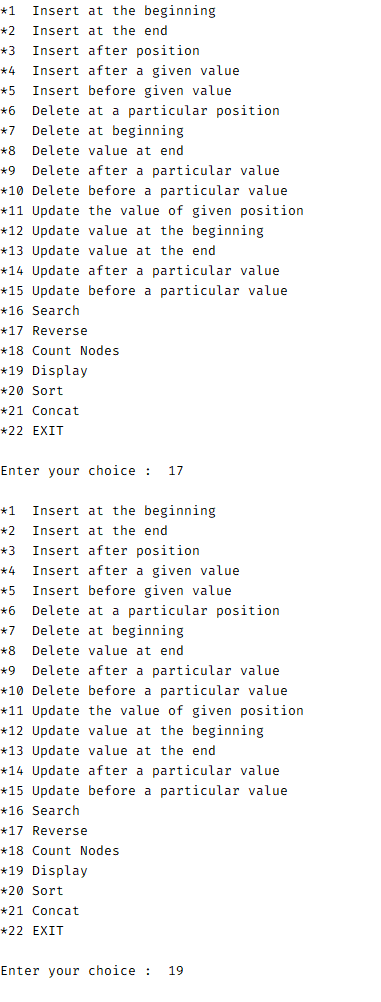 *1  Insert at the beginning
*2  Insert at the end
*3  Insert after position
*4  Insert after a given value
*5  Insert before given value
*6  Delete at a particular position
*7  Delete at beginning
*8  Delete value at end
*9  Delete after a particular value
*10 Delete before a particular value
*11 Update the value of given position
*12 Update value at the beginning
*13 Update value at the end
*14 Update after a particular value
*15 Update before a particular value
*16 Search
*17 Reverse
*18 Count Nodes
*19 Display
*20 Sort
*21 Concat
*22 EXIT

Enter your choice :  17

*1  Insert at the beginning
*2  Insert at the end
*3  Insert after position
*4  Insert after a given value
*5  Insert before given value
*6  Delete at a particular position
*7  Delete at beginning
*8  Delete value at end
*9  Delete after a particular value
*10 Delete before a particular value
*11 Update the value of given position
*12 Update value at the beginning
*13 Update value at the end
*14 Update after a particular value
*15 Update before a particular value
*16 Search
*17 Reverse
*18 Count Nodes
*19 Display
*20 Sort
*21 Concat
*22 EXIT

Enter your choice :  19